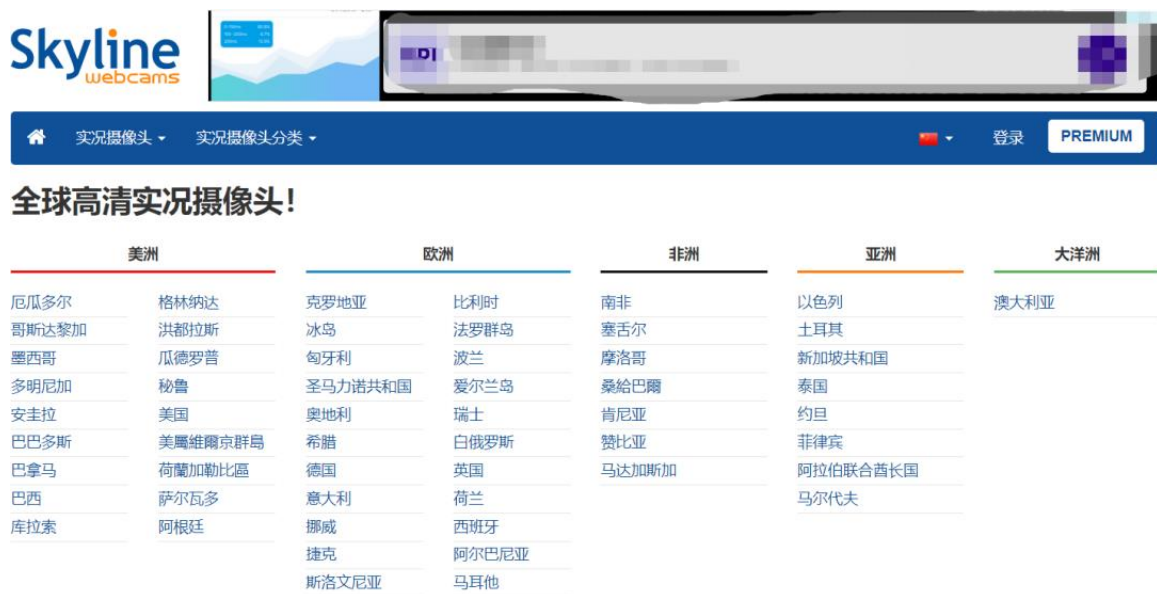 Skyline
webcams
实况摄像头
实况摄像头分类
登录
PREMIUM
全球高清实况摄像头！
美洲
欧洲
非洲
亚洲
大洋洲
厄瓜多尔 格林纳达 克罗地亚 比利时 南非 以色列 澳大利亚
哥斯达黎加 洪都拉斯 冰岛 法罗群岛 塞舌尔 土耳其
墨西哥 瓜德罗普 匈牙利 波兰 摩洛哥 新加坡共和国
多明尼加 秘鲁 圣马力诺共和国 爱尔兰岛 桑給巴爾 泰国
安圭拉 美国 奥地利 瑞士 肯尼亚 约旦
巴巴多斯 美屬維爾京群島 希腊 白俄罗斯 赞比亚 菲律宾
巴拿马 荷蘭加勒比區 德国 英国 马达加斯加 阿拉伯联合酋长国
巴西 萨尔瓦多 意大利 荷兰 马尔代夫
库拉索 阿根廷 挪威 西班牙
捷克 阿尔巴尼亚
斯洛文尼亚 马耳他